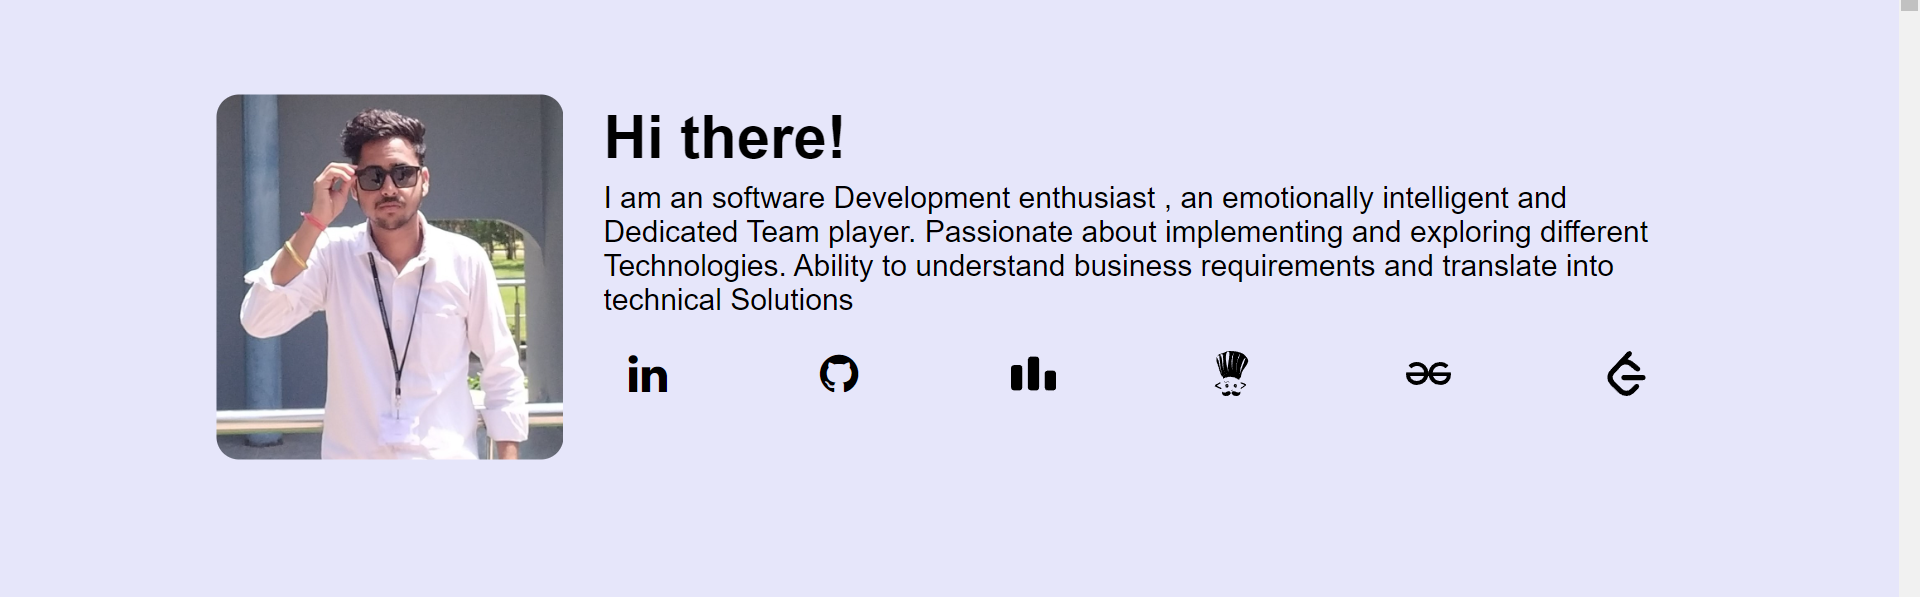 Hi there!
I am an software Development enthusiast , an emotionally intelligent and
Dedicated Team player. Passionate about implementing and exploring different
Technologies. Ability to understand business requirements and translate into
technical Solutions
in